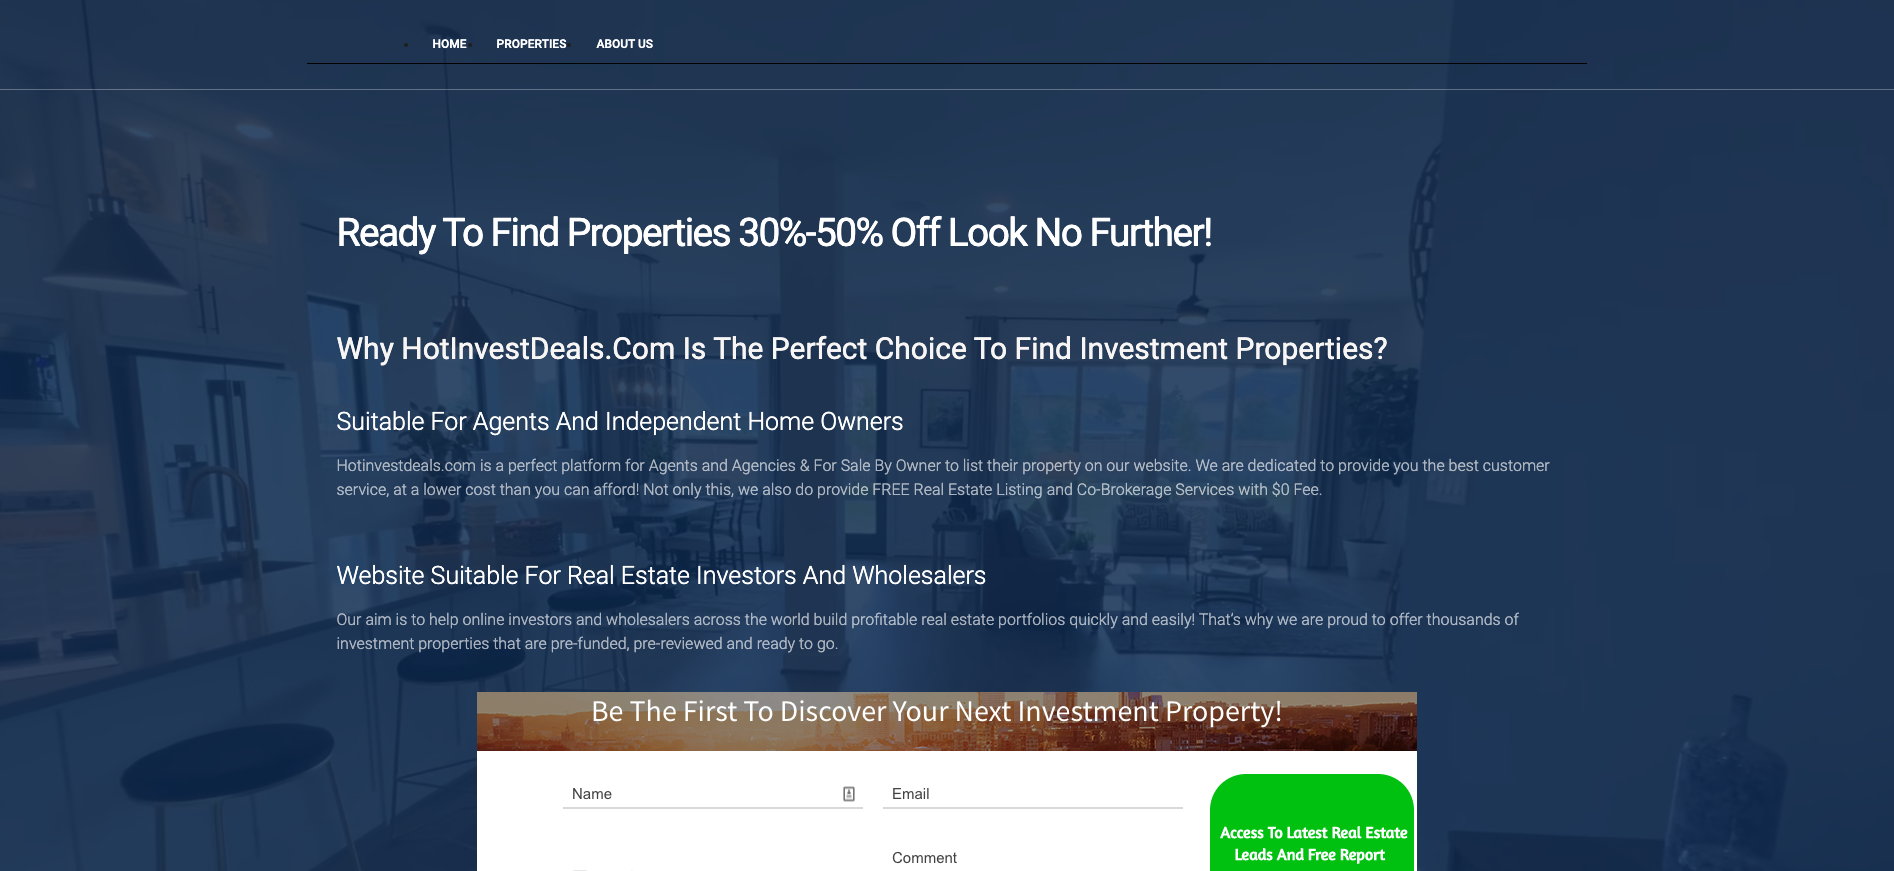 HOME PROPERTIES ABOUT US
Ready To Find Properties 30%-50% Off Look No Further!
Why HotInvestDeals.Com Is The Perfect Choice To Find Investment Properties?
Suitable For Agents And Independent Home Owners
Hotinvestdeals.com is a perfect platform for Agents and Agencies & For Sale By Owner to list their property on our website. We are dedicated to provide you the best customer
service, at a lower cost than you can afford! Not only this, we also do provide FREE Real Estate Listing and Co-Brokerage Services with $0 Fee.
Website Suitable For Real Estate Investors And Wholesalers
Our aim is to help online investors and wholesalers across the world build profitable real estate portfolios quickly and easily! That's why we are proud to offer thousands of
investment properties that are pre-funded, pre-reviewed and ready to go.
Be The First To Discover Your Next Investment Property!
Name
Email
Access To Latest Real Estate
Leads And Free Report
Comment